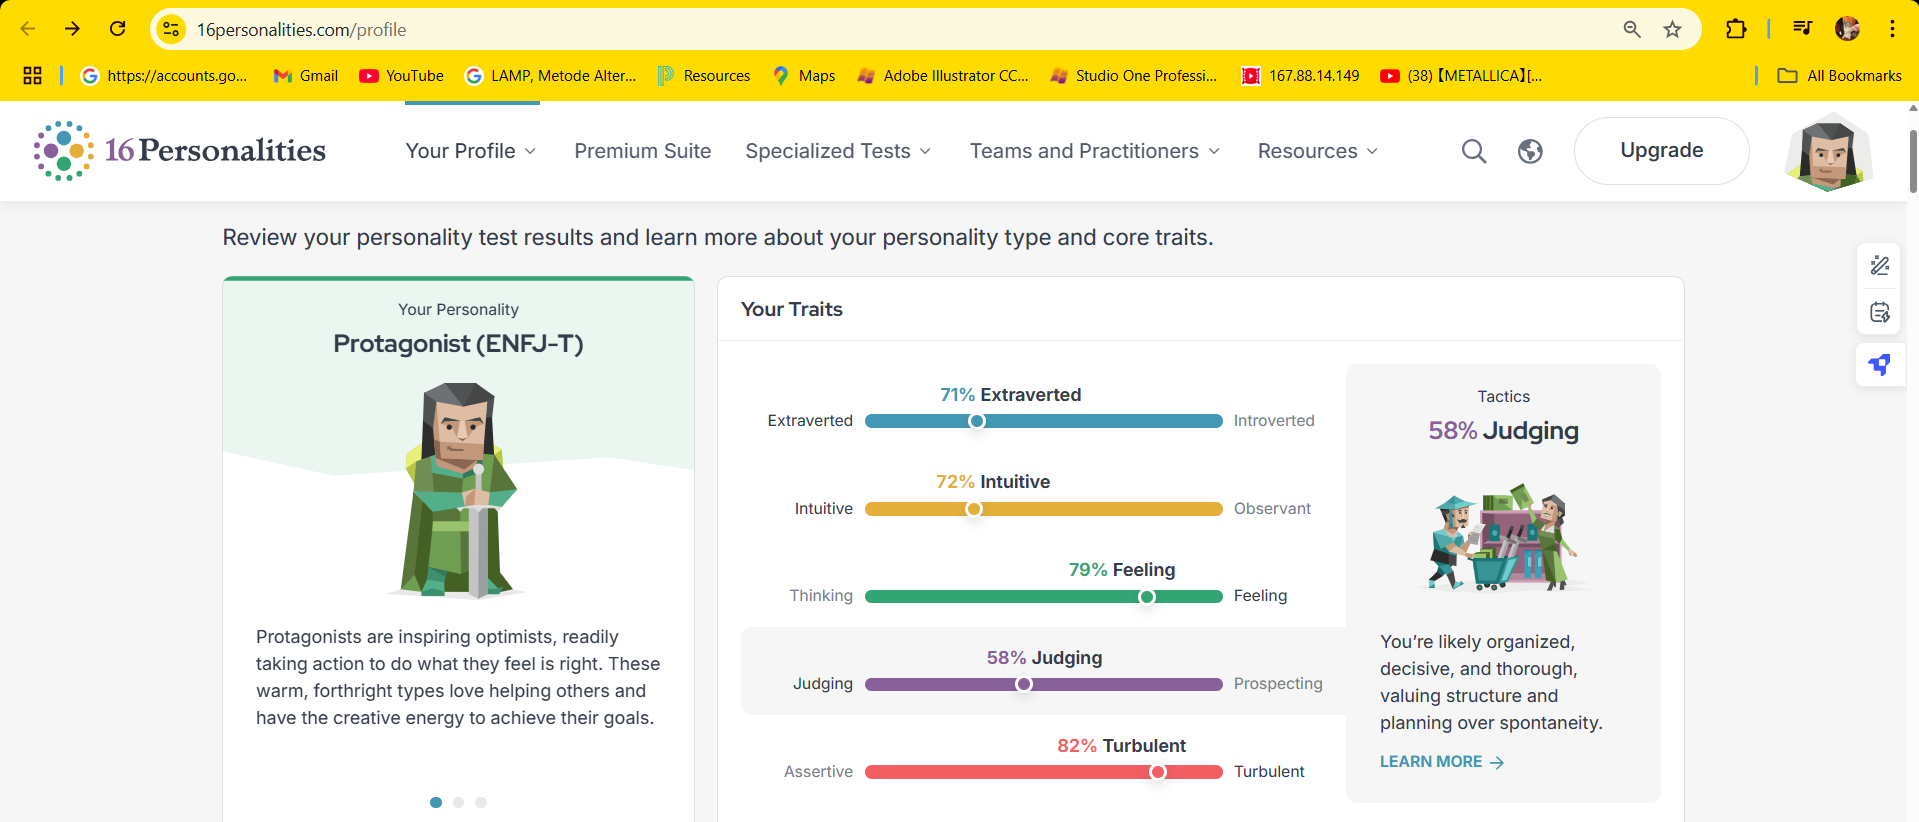 16personalities.com/profile
https://accounts.go...
Gmail
YouTube
LAMP, Metode Alter...
Resources
Maps
Adobe Illustrator CC...
Studio One Professi...
167.88.14.149
(38) 【METALLICA】[...
All Bookmarks
16Personalities
Your Profile
Premium Suite
Specialized Tests
Teams and Practitioners
Resources
Upgrade
Review your personality test results and learn more about your personality type and core traits.
Your Personality
Protagonist (ENFJ-T)
Protagonists are inspiring optimists, readily
taking action to do what they feel is right. These
warm, forthright types love helping others and
have the creative energy to achieve their goals.
Your Traits
71% Extraverted
Extraverted
Introverted
72% Intuitive
Intuitive
Observant
79% Feeling
Thinking
Feeling
58% Judging
Judging
Prospecting
82% Turbulent
Assertive
Turbulent
Tactics
58% Judging
You’re likely organized,
decisive, and thorough,
valuing structure and
planning over spontaneity.
LEARN MORE